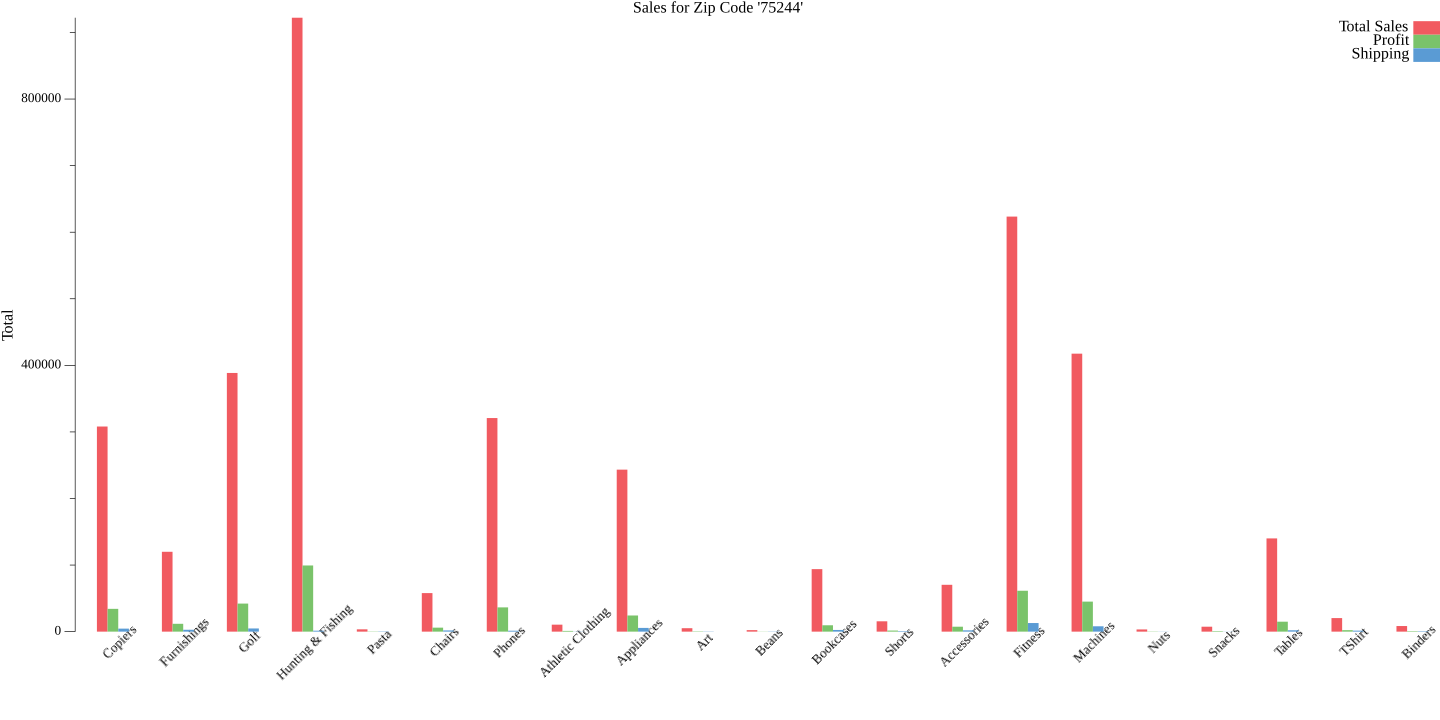 Sales for Zip Code '75244'
Total Sales
Profit
Shipping
800000
400000
0
Total
Copiers
Furnishings
Golf
Hunting & Fishing
Pasta
Chairs
Phones
Athletic Clothing
Appliances
Art
Beans
Bookcases
Shorts
Accessories
Fitness
Machines
Nuts
Snacks
Tables
TShirt
Binders